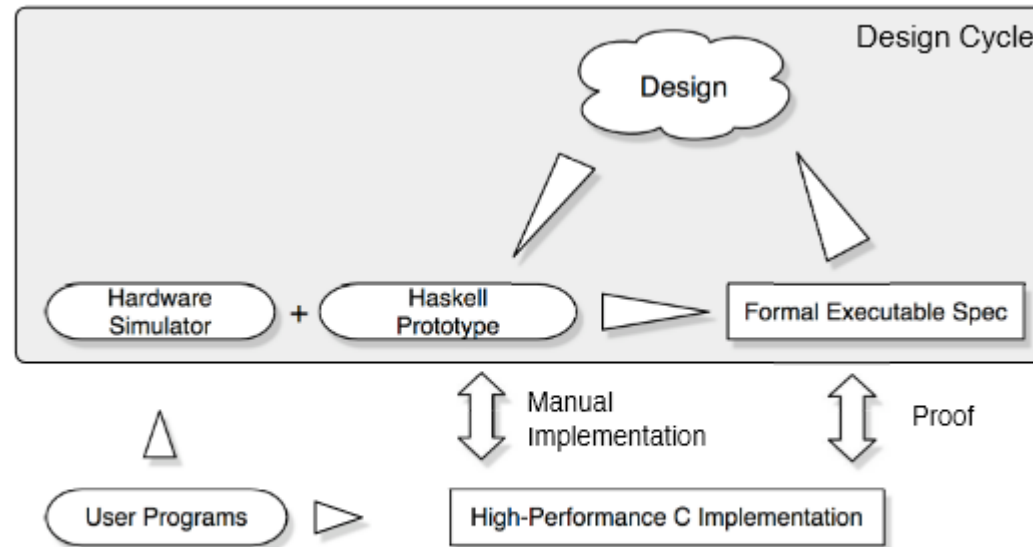 Design Cycle
Design
Hardware
Simulator
+
Haskell
Prototype
Formal Executable Spec
Manual
Implementation
Proof
User Programs
High-Performance C Implementation